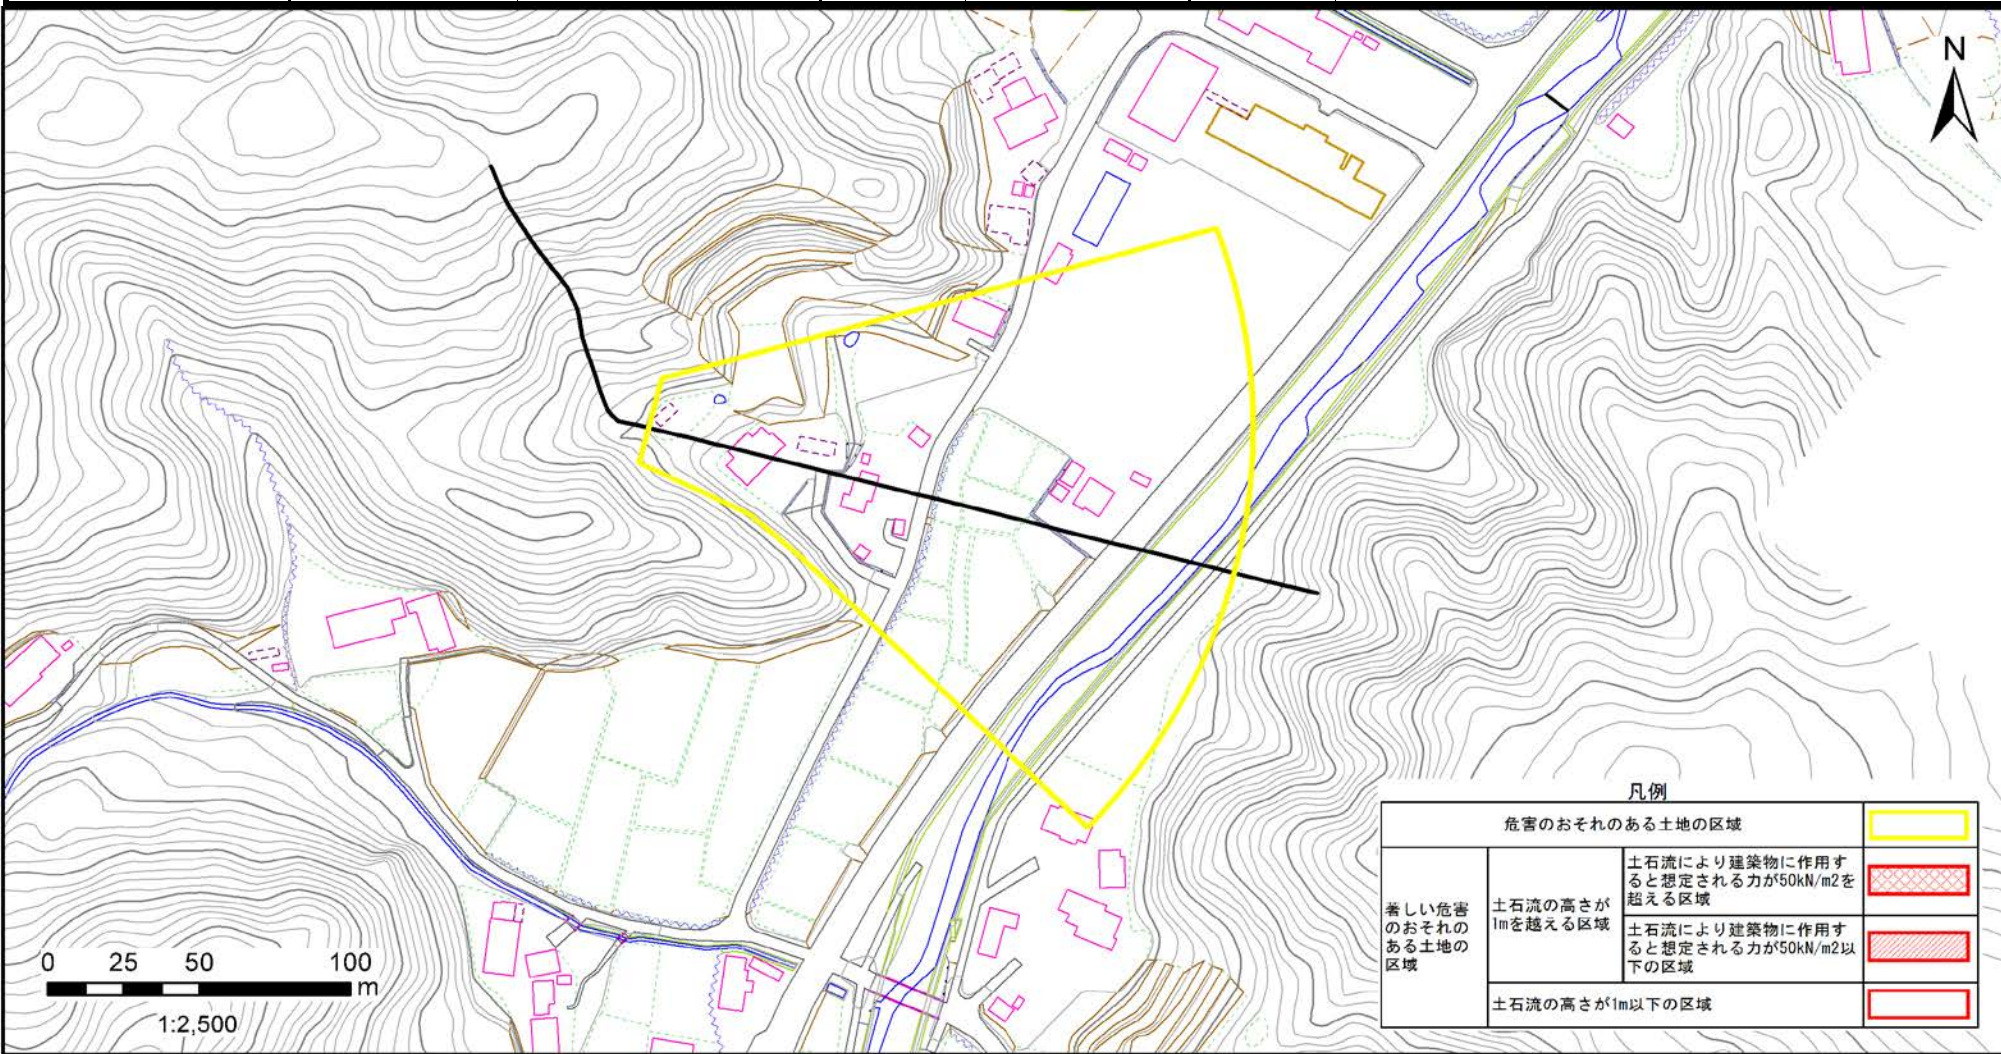 N
凡例
危害のおそれのある土地の区域
著しい危害
のおそれの
ある土地の
区域
土石流の高さが
1mを越える区域
土石流により建築物に作用す
ると想定される力が50kN/m2を
超える区域
土石流により建築物に作用す
ると想定される力が50kN/m2以
下の区域
土石流の高さが1m以下の区域
0 25 50 100
m
1:2,500